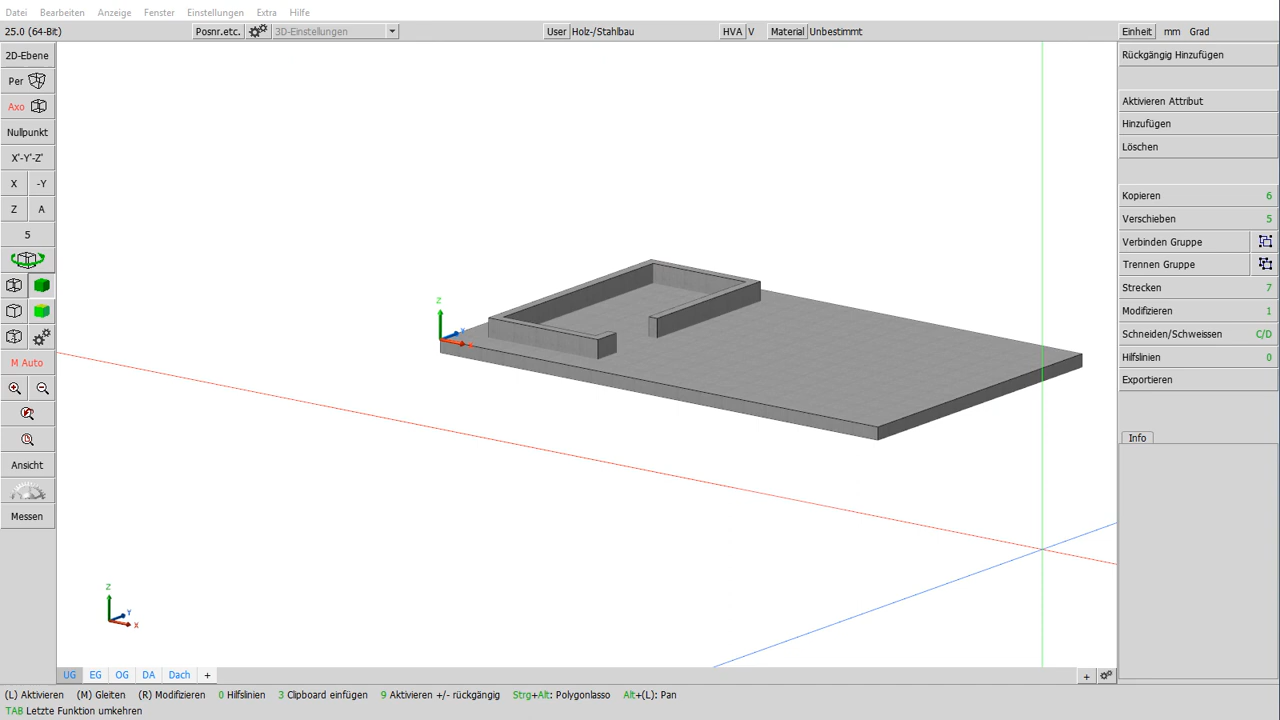 Datei Bearbeiten Anzeige Fenster Einstellungen Extra Hilfe
25.0 (64-Bit) Posnr.etc. 3D-Einstellungen User Holz-/Stahlbau HVA V Material Unbestimmt Einheit mm Grad
2D-Ebene
Per
Axo
Nullpunkt
X'-Y'-Z'
X -Y
Z A
5
M Auto
Ansicht
Messen
Z
Y
X
Z
Y
X
Rückgängig Hinzufügen
Aktivieren Attribut
Hinzufügen
Löschen
Kopieren 6
Verschieben 5
Verbinden Gruppe
Trennen Gruppe
Strecken 7
Modifizieren 1
Schneiden/Schweissen C/D
Hilfslinien 0
Exportieren
Info
UG EG OG DA Dach + +
(L) Aktivieren (M) Gleiten (R) Modifizieren 0 Hilfslinien 3 Clipboard einfügen 9 Aktivieren +/- rückgängig Strg+Alt: Polygonlasso Alt+(L): Pan
TAB Letzte Funktion umkehren